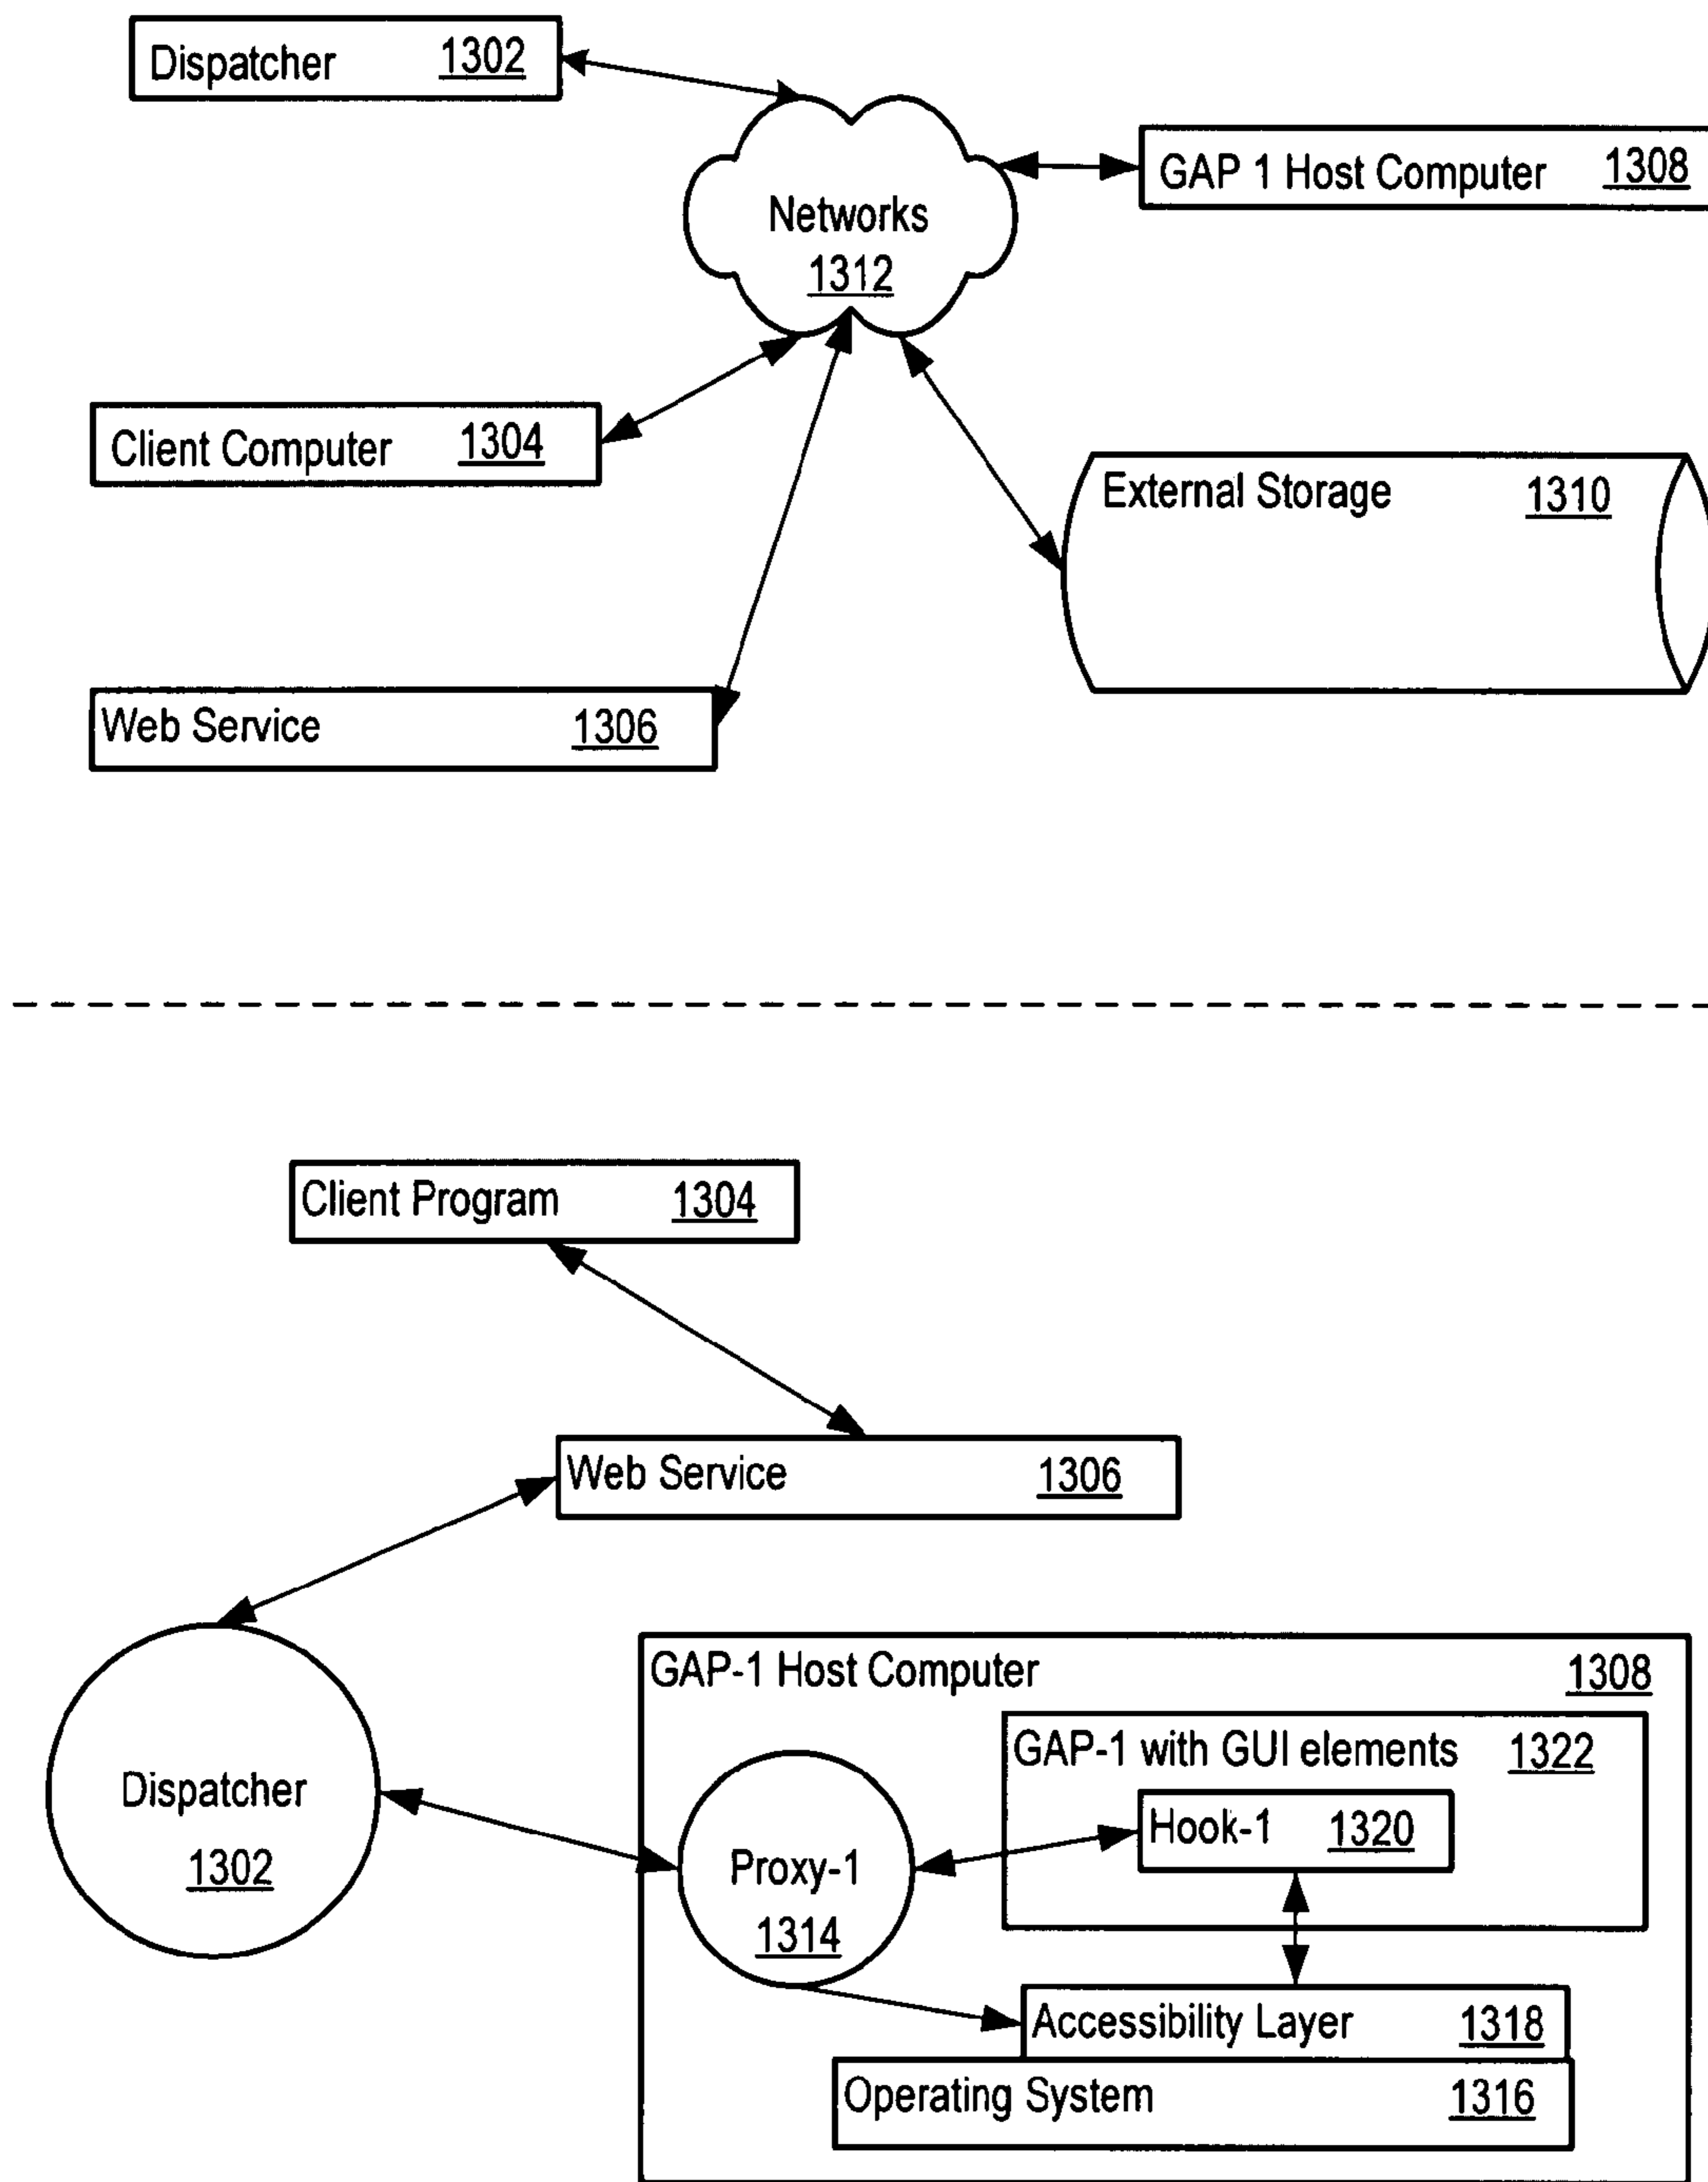 Dispatcher 1302
GAP 1 Host Computer 1308
Networks
1312
Client Computer 1304
External Storage 1310
Web Service 1306
Client Program 1304
Web Service 1306
GAP-1 Host Computer 1308
GAP-1 with GUI elements 1322
Dispatcher
1302
Hook-1 1320
Proxy-1
1314
Accessibility Layer 1318
Operating System 1316